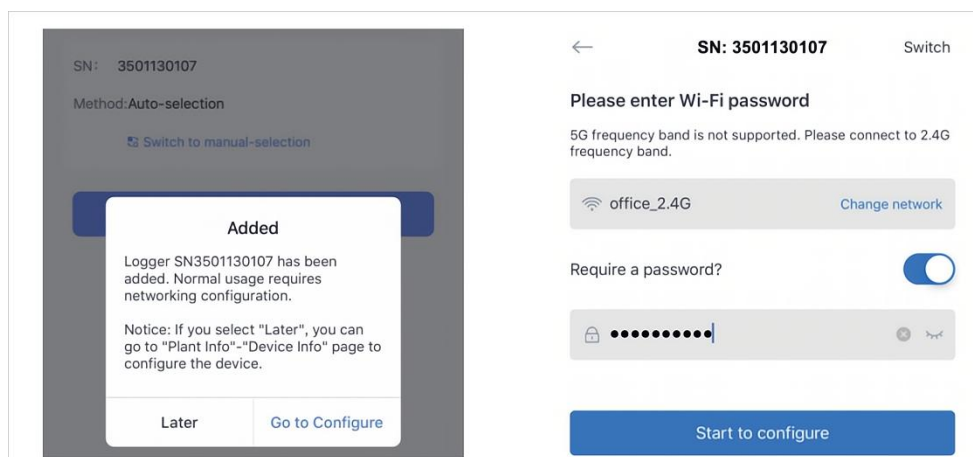 SN: 3501130107
Method:Auto-selection
Switch to manual-selection
Added
Logger SN3501130107 has been
added. Normal usage requires
networking configuration.
Notice: If you select "Later", you can
go to "Plant Info"-"Device Info" page to
configure the device.
Later
Go to Configure
SN: 3501130107
Switch
Please enter Wi-Fi password
5G frequency band is not supported. Please connect to 2.4G
frequency band.
office_2.4G
Change network
Require a password?
●●●●●●●●●●
Start to configure